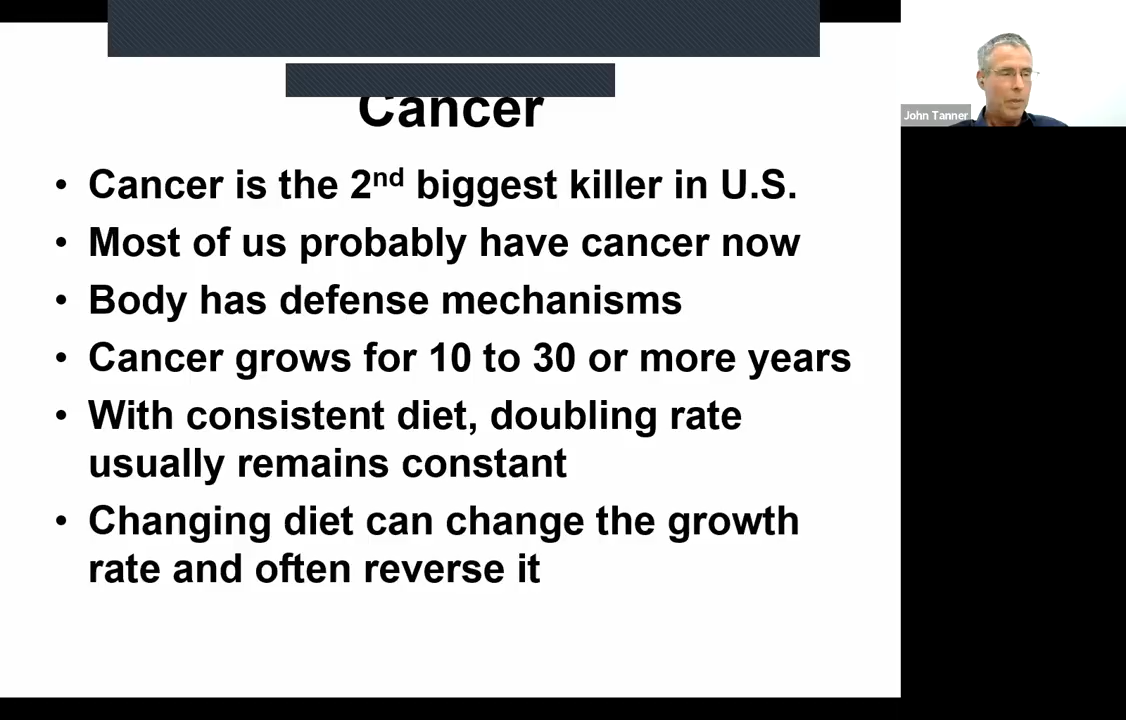 Cancer
John Tanner
• Cancer is the 2nd biggest killer in U.S.
• Most of us probably have cancer now
• Body has defense mechanisms
• Cancer grows for 10 to 30 or more years
• With consistent diet, doubling rate
usually remains constant
• Changing diet can change the growth
rate and often reverse it